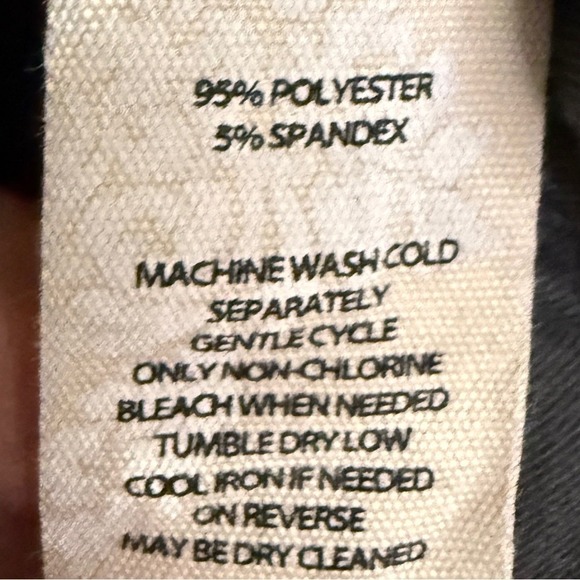 95% POLYESTER
5% SPANDEX
MACHINE WASH COLD
SEPARATELY
GENTLE CYCLE
ONLY NON-CHLORINE
BLEACH WHEN NEEDED
TUMBLE DRY LOW
COOL IRON IF NEEDED
ON REVERSE
MAY BE DRY CLEANED